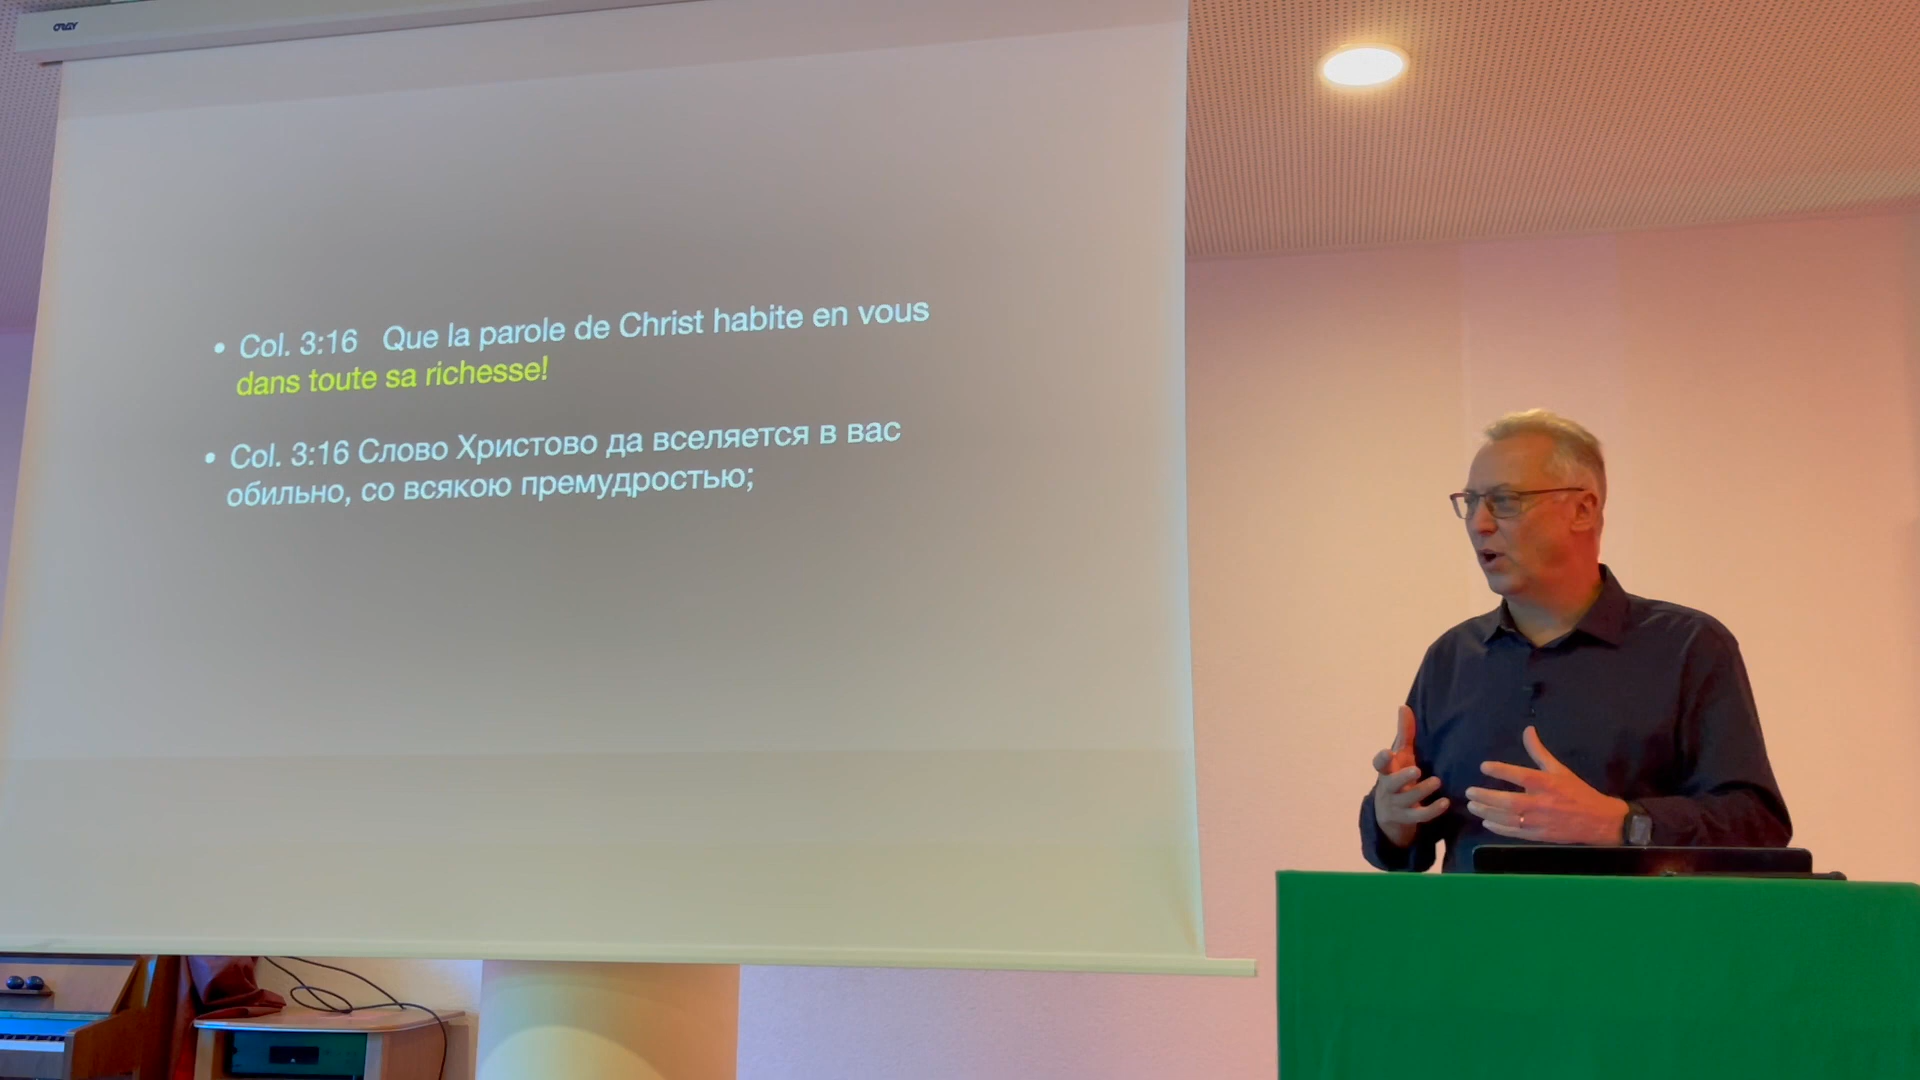 ORAY
• Col. 3:16 Que la parole de Christ habite en vous
dans toute sa richesse!
• Col. 3:16 Слово Христово да вселяется в вас
обильно, со всякою премудростью;